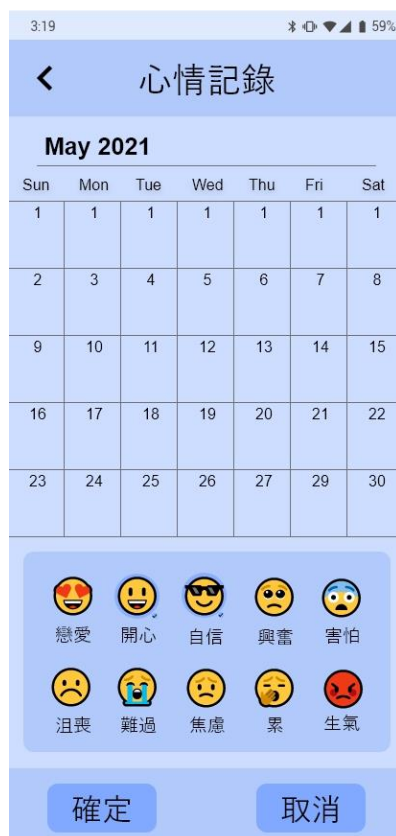 3:19 59%
心情記錄
May 2021
Sun Mon Tue Wed Thu Fri Sat
1 1 1 1 1 1 1
2 3 4 5 6 7 8
9 10 11 12 13 14 15
16 17 18 19 20 21 22
23 24 25 26 27 29 30
戀愛 開心 自信 興奮 害怕
沮喪 難過 焦慮 累 生氣
確定 取消